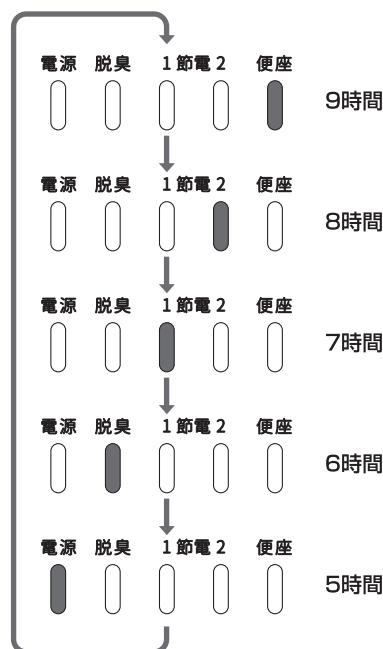 電源 脱臭 1 節電 2 便座
9時間
電源 脱臭 1 節電 2 便座
8時間
電源 脱臭 1 節電 2 便座
7時間
電源 脱臭 1 節電 2 便座
6時間
電源 脱臭 1 節電 2 便座
5時間